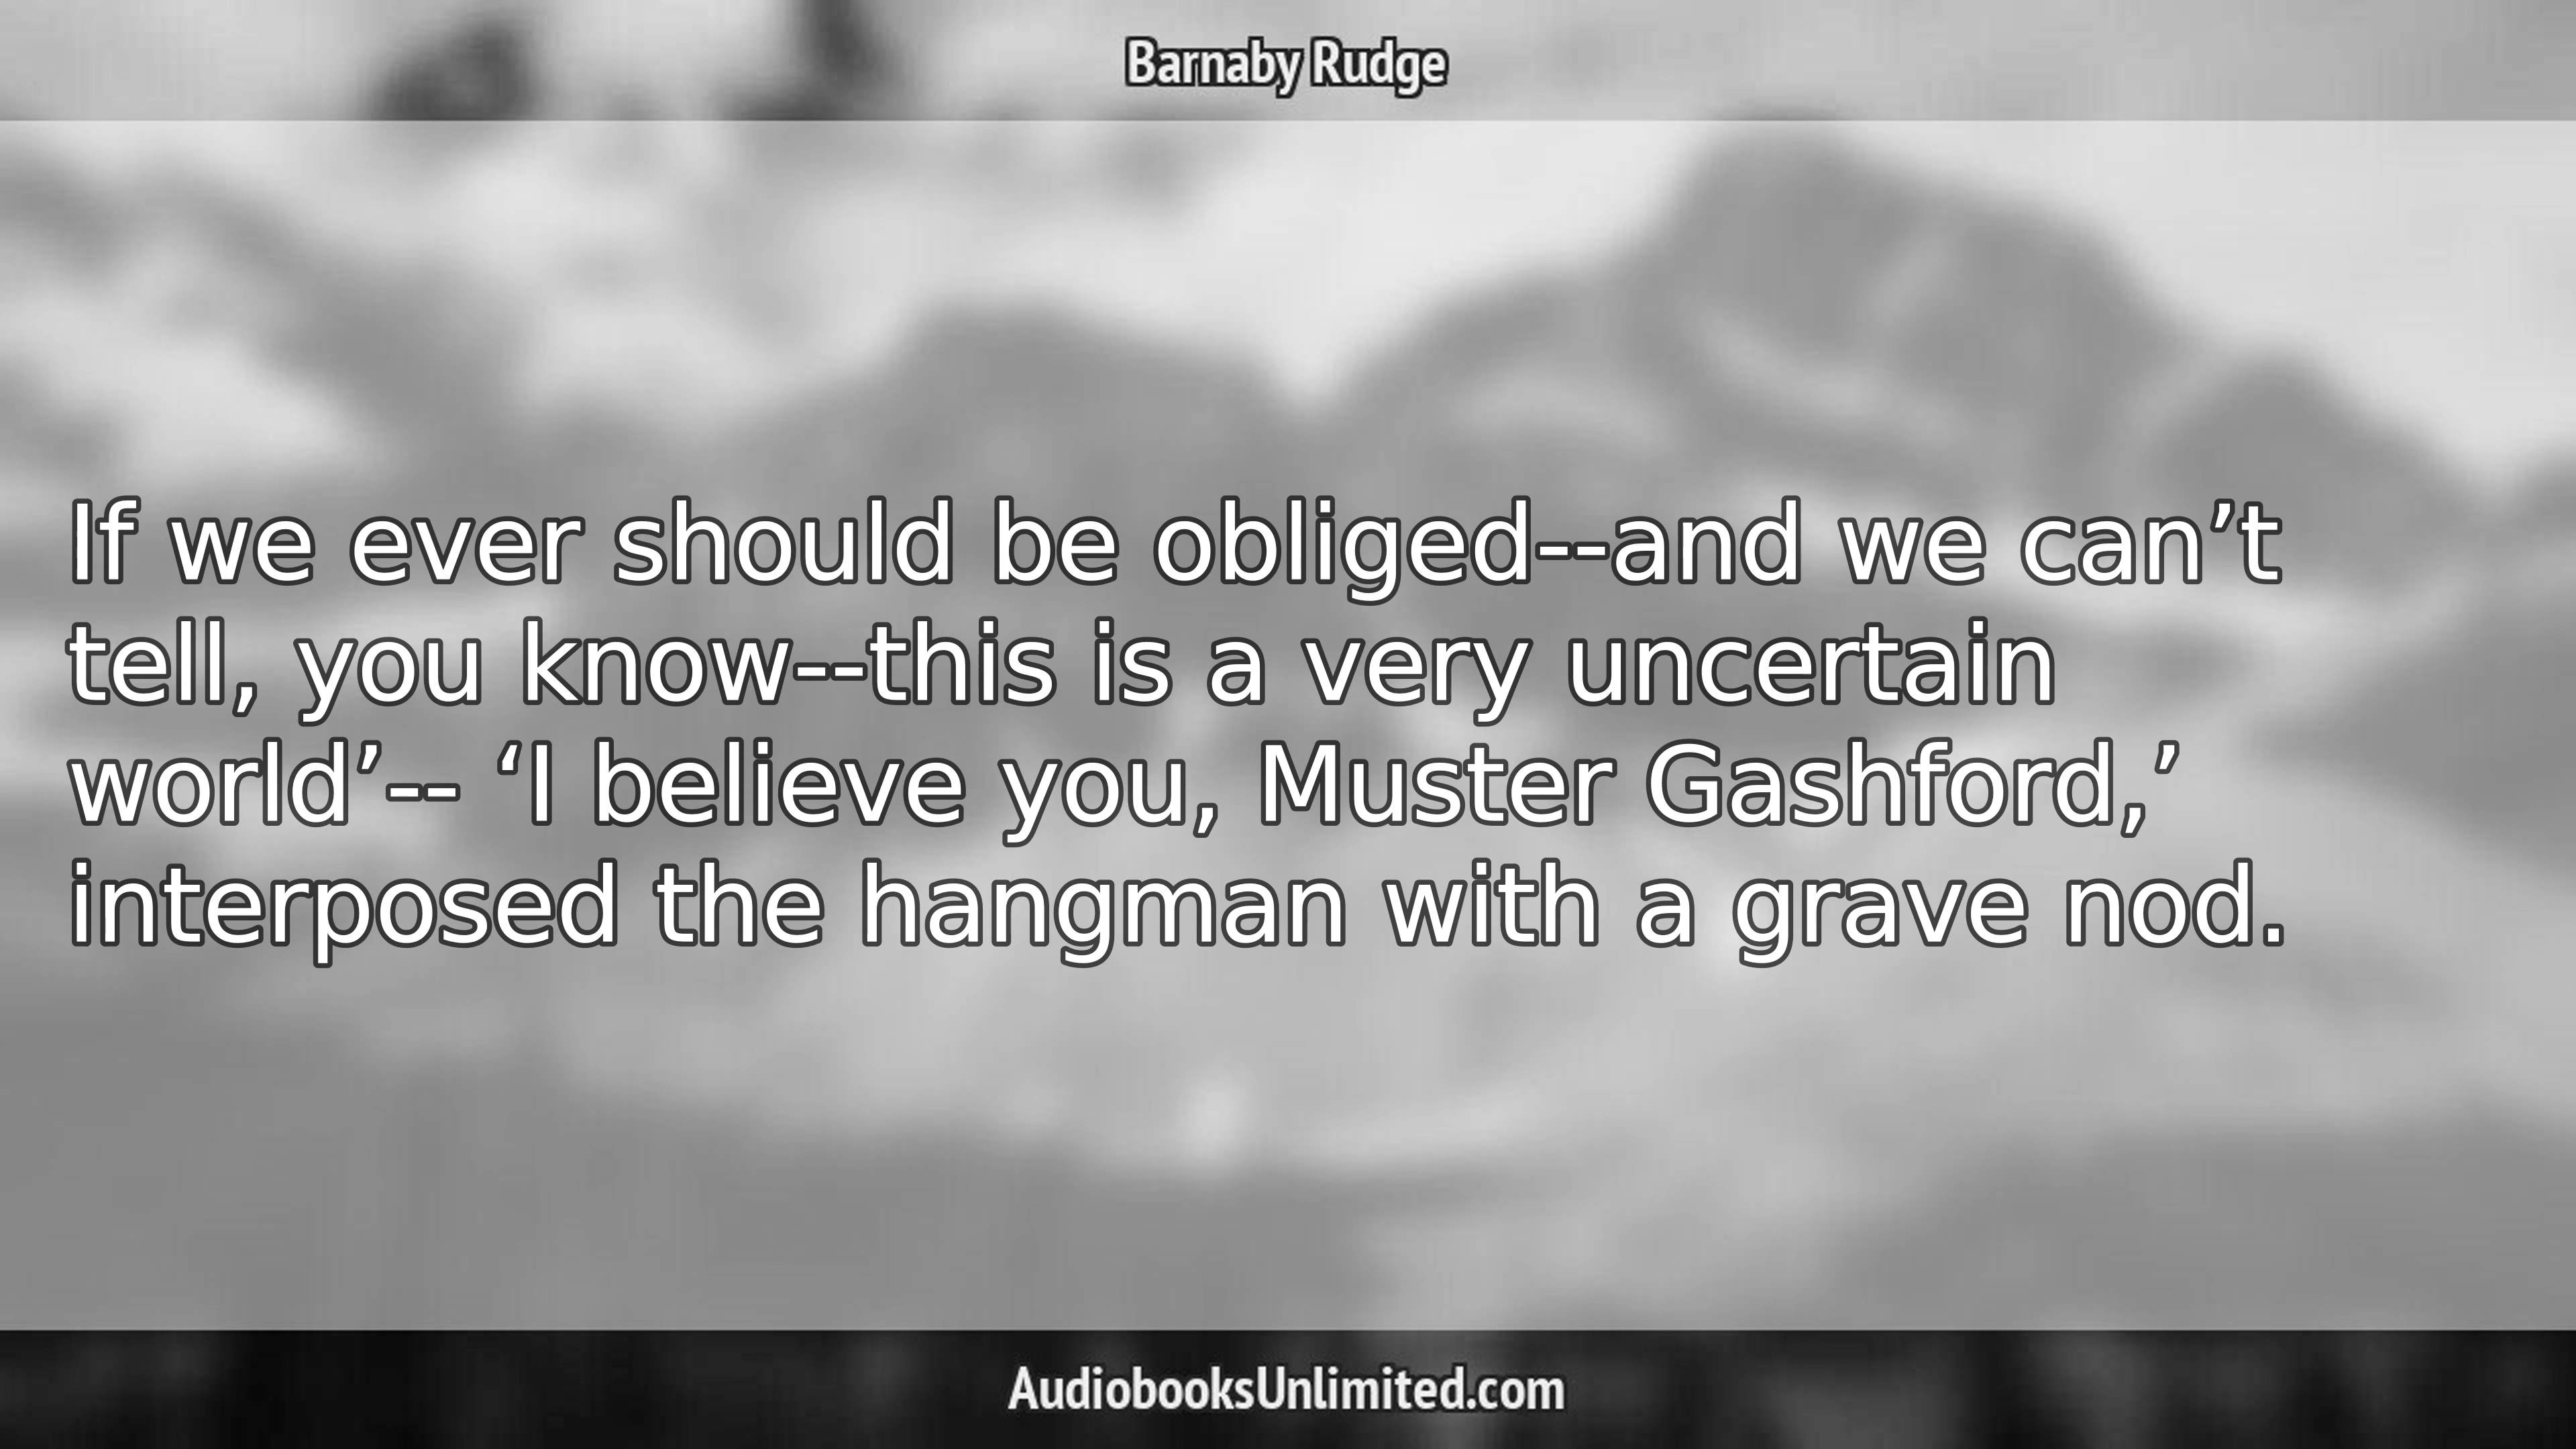 Barnaby Rudge
If we ever should be obliged--and we can’t
tell, you know--this is a very uncertain
world’-- ‘I believe you, Muster Gashford,’
interposed the hangman with a grave nod.
AudiobooksUnlimited.com